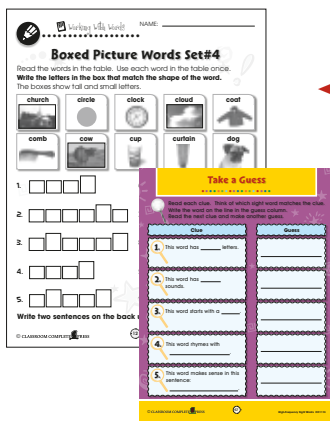 Working With Words
NAME:
Boxed Picture Words Set#4
Read the words in the table. Use each word in the table once.
Write the letters in the box that match the shape of the word.
The boxes show tall and small letters.
church circle clock cloud coat
comb cow cup curtain dog
1.
2.
3.
4.
5.
Write two sentences on the back
© CLASSROOM COMPLETE PRESS
Take a Guess
Read each clue. Think of which sight word matches the clue.
Write the word on the line in the guess column.
Read the next clue and make another guess.
Clue Guess
1. This word has ______ letters.
2. This word has ______
sounds.
3. This word starts with a ______.
4. This word rhymes with
______.
5. This word makes sense in this
sentence:
______.
© CLASSROOM COMPLETE PRESS